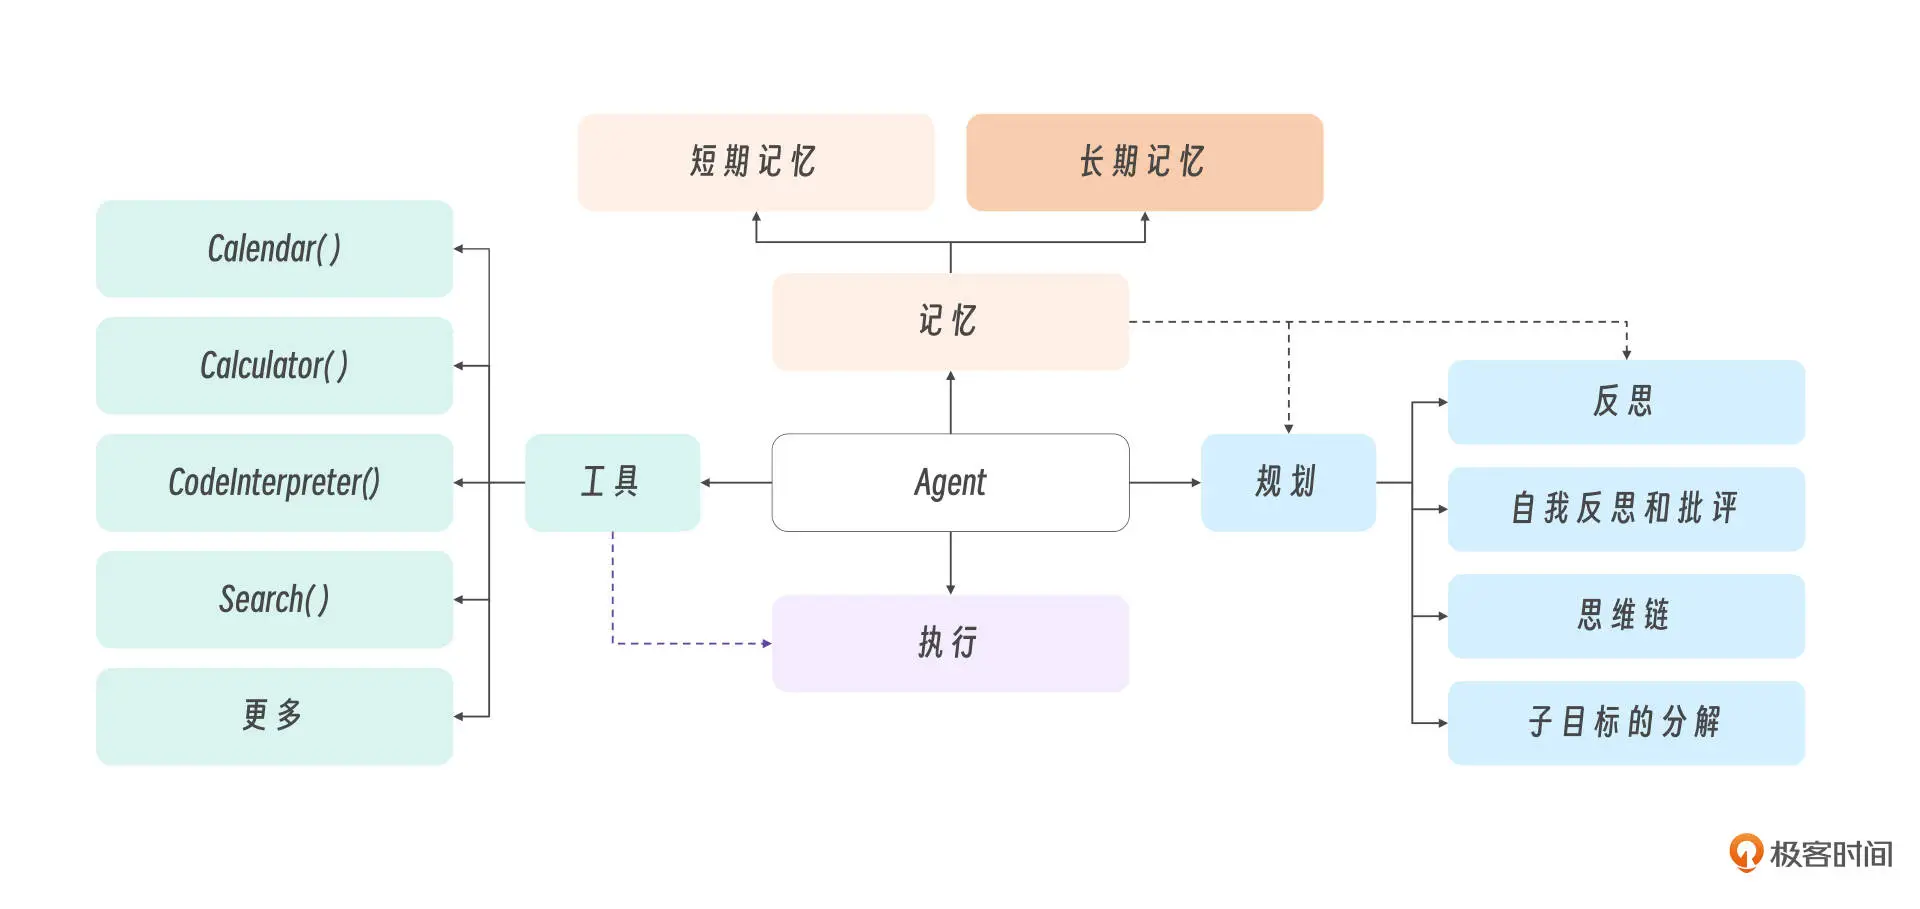 短期记忆
长期记忆
Calendar( )
记忆
Calculator( )
反思
工具
Agent
规划
CodeInterpreter()
自我反思和批评
Search( )
执行
思维链
更多
子目标的分解
极客时间